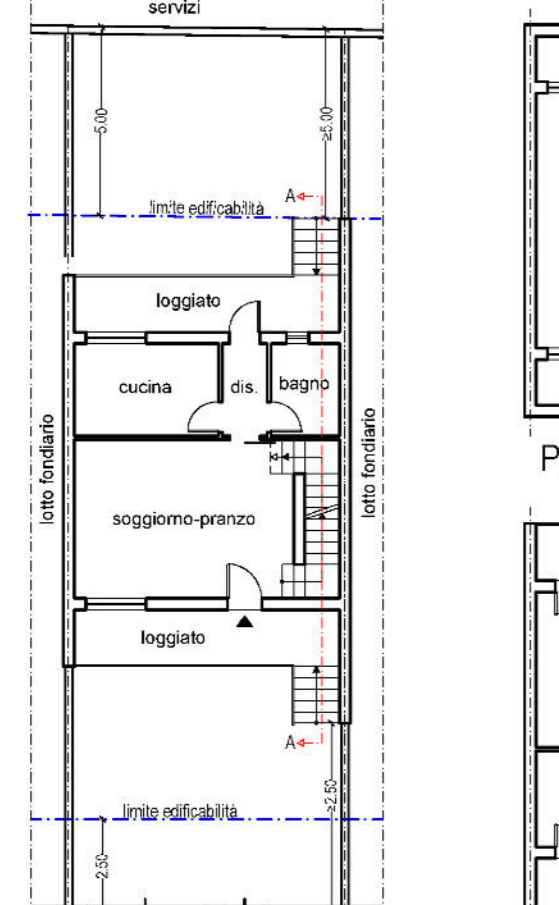 servizi
5.00
≥5.00
A
limite edificabilità
loggiato
cucina
dis.
bagno
lotto fondiario
lotto fondiario
soggiorno-pranzo
loggiato
A
limite edificabilità
≥2.50
2.50
P